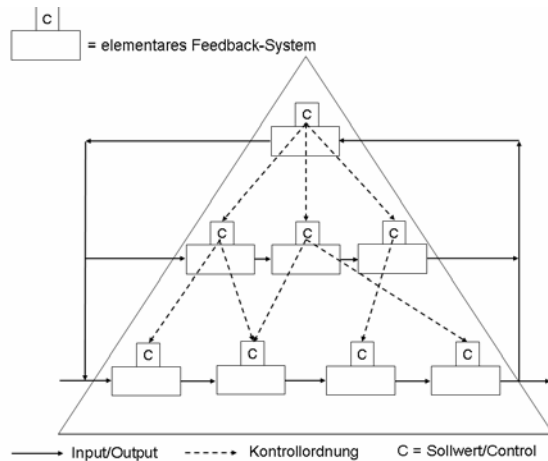 C
= elementares Feedback-System
C
C
C
C
C
C
C
C
Input/Output
Kontrollordnung
C = Sollwert/Control